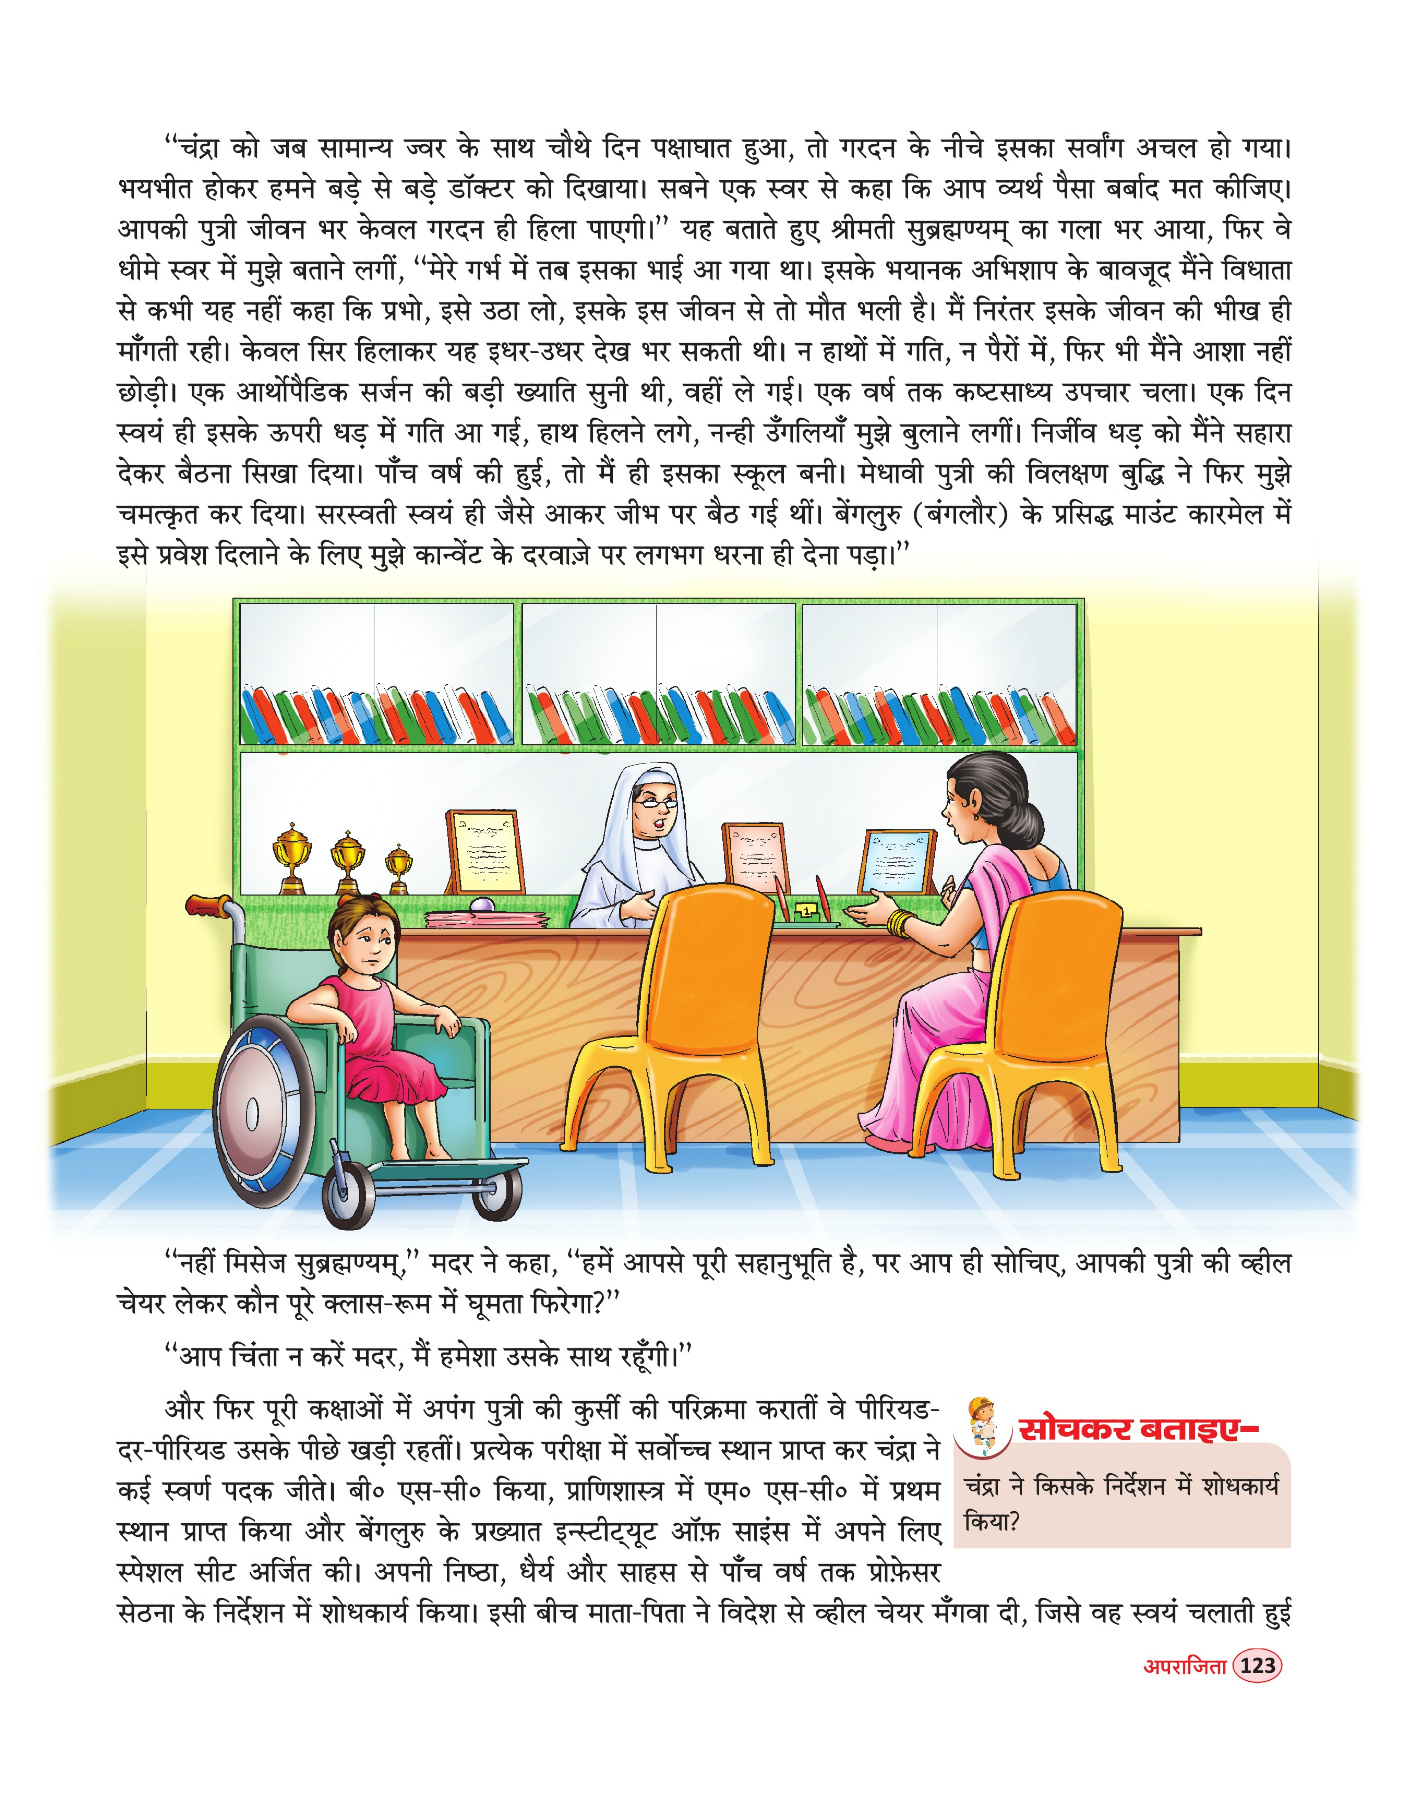 “चंद्रा को जब सामान्य ज्वर के साथ चौथे दिन पक्षाघात हुआ, तो गरदन के नीचे इसका सर्वांग अचल हो गया।
भयभीत होकर हमने बड़े से बड़े डॉक्टर को दिखाया। सबने एक स्वर से कहा कि आप व्यर्थ पैसा बर्बाद मत कीजिए।
आपकी पुत्री जीवन भर केवल गरदन ही हिला पाएगी।” यह बताते हुए श्रीमती सुब्रह्मण्यम् का गला भर आया, फिर वे
धीमे स्वर में मुझे बताने लगीं, “मेरे गर्भ में तब इसका भाई आ गया था। इसके भयानक अभिशाप के बावजूद मैंने विधाता
से कभी यह नहीं कहा कि प्रभो, इसे उठा लो, इसके इस जीवन से तो मौत भली है। मैं निरंतर इसके जीवन की भीख ही
माँगती रही। केवल सिर हिलाकर यह इधर-उधर देख भर सकती थी। न हाथों में गति, न पैरों में, फिर भी मैंने आशा नहीं
छोड़ी। एक आर्थोपैडिक सर्जन की बड़ी ख्याति सुनी थी, वहीं ले गई। एक वर्ष तक कष्टसाध्य उपचार चला। एक दिन
स्वयं ही इसके ऊपरी धड़ में गति आ गई, हाथ हिलने लगे, नन्ही उँगलियाँ मुझे बुलाने लगीं। निर्जीव धड़ को मैंने सहारा
देकर बैठना सिखा दिया। पाँच वर्ष की हुई, तो मैं ही इसका स्कूल बनी। मेधावी पुत्री की विलक्षण बुद्धि ने फिर मुझे
चमत्कृत कर दिया। सरस्वती स्वयं ही जैसे आकर जीभ पर बैठ गई थीं। बेंगलुरु (बंगलौर) के प्रसिद्ध माउंट कारमेल में
इसे प्रवेश दिलाने के लिए मुझे कान्वेंट के दरवाज़े पर लगभग धरना ही देना पड़ा।”
“नहीं मिसेज सुब्रह्मण्यम्,” मदर ने कहा, “हमें आपसे पूरी सहानुभूति है, पर आप ही सोचिए, आपकी पुत्री की व्हील
चेयर लेकर कौन पूरे क्लास-रूम में घूमता फिरेगा?”
“आप चिंता न करें मदर, मैं हमेशा उसके साथ रहूँगी।”
और फिर पूरी कक्षाओं में अपंग पुत्री की कुर्सी की परिक्रमा करातीं वे पीरियड-
दर-पीरियड उसके पीछे खड़ी रहतीं। प्रत्येक परीक्षा में सर्वोच्च स्थान प्राप्त कर चंद्रा ने
कई स्वर्ण पदक जीते। बी० एस-सी० किया, प्राणिशास्त्र में एम० एस-सी० में प्रथम
स्थान प्राप्त किया और बेंगलुरु के प्रख्यात इन्स्टीट्यूट ऑफ़ साइंस में अपने लिए
स्पेशल सीट अर्जित की। अपनी निष्ठा, धैर्य और साहस से पाँच वर्ष तक प्रोफ़ेसर
सेठना के निर्देशन में शोधकार्य किया। इसी बीच माता-पिता ने विदेश से व्हील चेयर मँगवा दी, जिसे वह स्वयं चलाती हुई
सोचकर बताइए–
चंद्रा ने किसके निर्देशन में शोधकार्य
किया?
अपराजिता 123